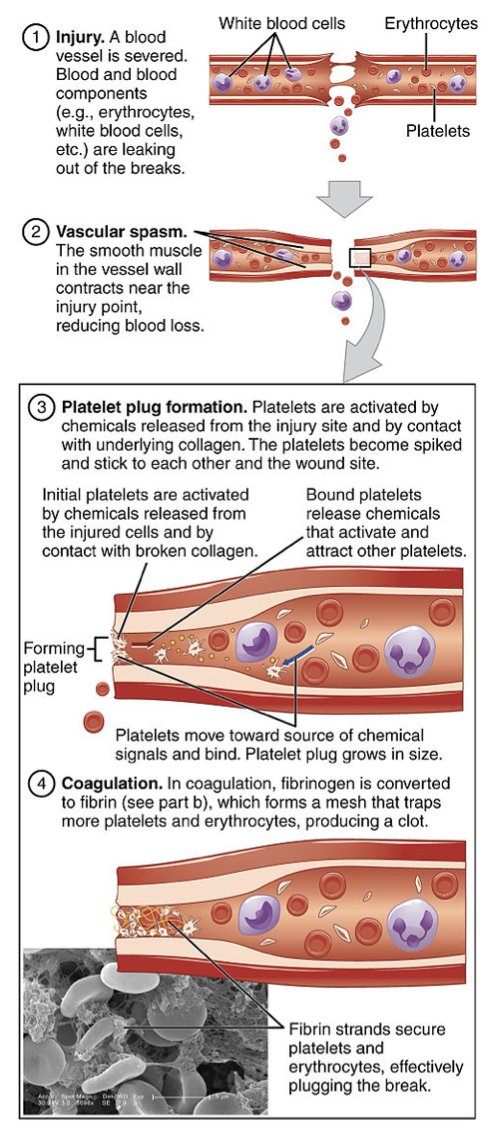 White blood cells
Erythrocytes
Platelets
1 Injury. A blood
vessel is severed.
Blood and blood
components
(e.g., erythrocytes,
white blood cells,
etc.) are leaking
out of the breaks.
2 Vascular spasm.
The smooth muscle
in the vessel wall
contracts near the
injury point,
reducing blood loss.
3 Platelet plug formation. Platelets are activated by
chemicals released from the injury site and by contact
with underlying collagen. The platelets become spiked
and stick to each other and the wound site.
Initial platelets are activated
by chemicals released from
the injured cells and by
contact with broken collagen.
Bound platelets
release chemicals
that activate and
attract other platelets.
Forming
platelet
plug
Platelets move toward source of chemical
signals and bind. Platelet plug grows in size.
4 Coagulation. In coagulation, fibrinogen is converted
to fibrin (see part b), which forms a mesh that traps
more platelets and erythrocytes, producing a clot.
Fibrin strands secure
platelets and
erythrocytes, effectively
plugging the break.
Acc.V Spot Magn Det WD Exp